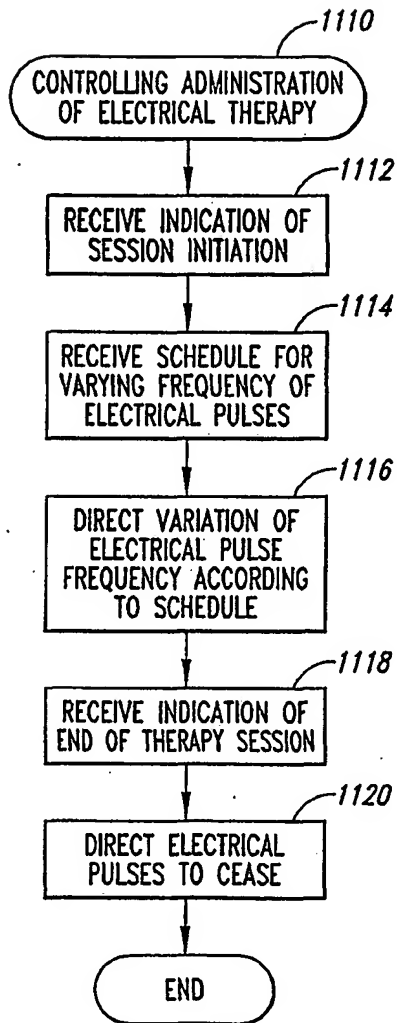 1110
CONTROLLING ADMINISTRATION
OF ELECTRICAL THERAPY
1112
RECEIVE INDICATION OF
SESSION INITIATION
1114
RECEIVE SCHEDULE FOR
VARYING FREQUENCY OF
ELECTRICAL PULSES
1116
DIRECT VARIATION OF
ELECTRICAL PULSE
FREQUENCY ACCORDING
TO SCHEDULE
1118
RECEIVE INDICATION OF
END OF THERAPY SESSION
1120
DIRECT ELECTRICAL
PULSES TO CEASE
END